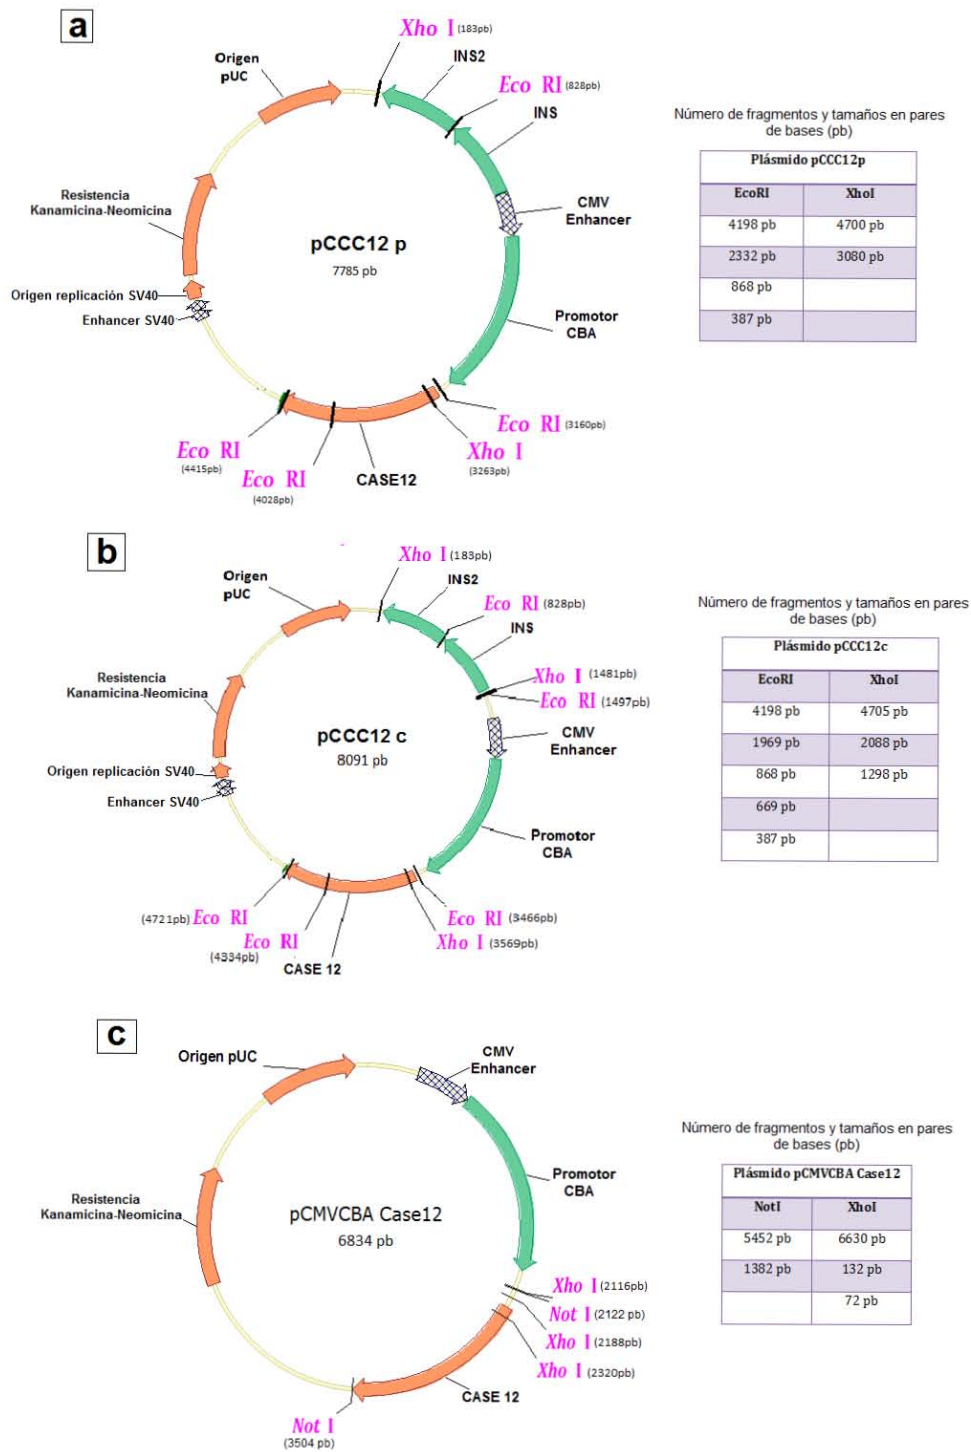 a
Xho I (183pb)
Origen
pUC
INS2
Eco RI (828pb)
INS
Resistencia
Kanamicina-Neomicina
CMV
Enhancer
pCCC12 p
7785 pb
Origen replicación SV40
Enhancer SV40
Promotor
CBA
Eco RI (3160pb)
Xho I
(3263pb)
Eco RI
(4415pb)
Eco RI
(4028pb)
CASE12
Número de fragmentos y tamaños en pares
de bases (pb)
Plásmido pCCC12p
EcoRI XhoI
4198 pb 4700 pb
2332 pb 3080 pb
868 pb
387 pb
b
Xho I (183pb)
Origen
pUC
INS2
Eco RI (828pb)
INS
Resistencia
Kanamicina-Neomicina
Xho I (1481pb)
Eco RI (1497pb)
pCCC12 c
8091 pb
CMV
Enhancer
Origen replicación SV40
Enhancer SV40
Promotor
CBA
(4721pb) Eco RI
Eco RI (3466pb)
Eco RI
(4334pb)
Xho I (3569pb)
CASE 12
Número de fragmentos y tamaños en pares
de bases (pb)
Plásmido pCCC12c
EcoRI XhoI
4198 pb 4705 pb
1969 pb 2088 pb
868 pb 1298 pb
669 pb
387 pb
c
Origen pUC
CMV
Enhancer
Promotor
CBA
Resistencia
Kanamicina-Neomicina
pCMVCBA Case12
6834 pb
Xho I (2116pb)
Not I (2122 pb)
Xho I (2188pb)
Xho I (2320pb)
CASE 12
Not I
(3504 pb)
Número de fragmentos y tamaños en pares
de bases (pb)
Plásmido pCMVCBA Case12
NotI XhoI
5452 pb 6630 pb
1382 pb 132 pb
72 pb